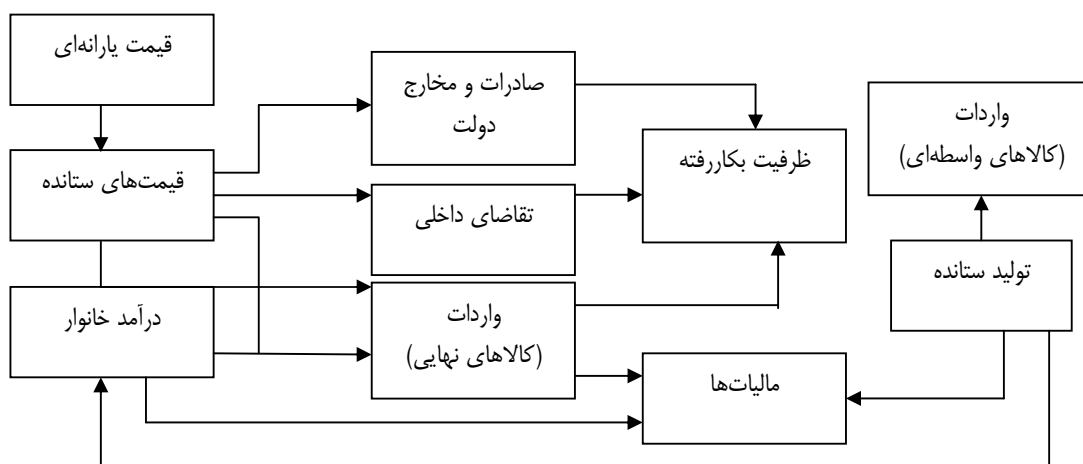 قیمت یارانه‌ای
صادرات و مخارج
دولت
واردات
(کالاهای واسطه‌ای)
ظرفیت بکاررفته
قیمت‌های ستانده
تقاضای داخلی
تولید ستانده
درآمد خانوار
واردات
(کالاهای نهایی)
مالیات‌ها